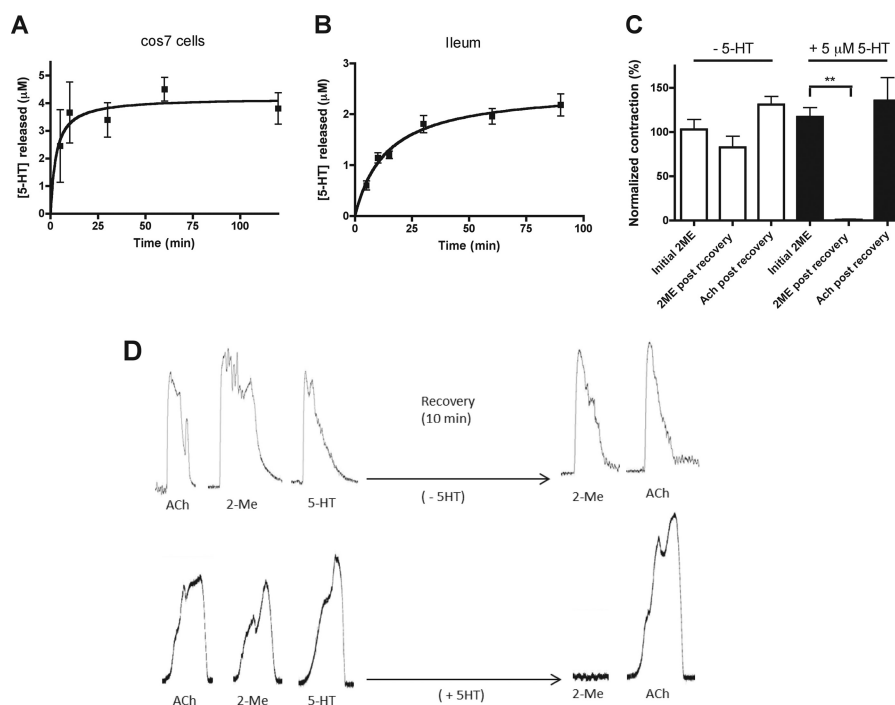 A
cos7 cells
[5-HT] released (μM)
5
4
3
2
1
0
0
25
50
75
100
Time (min)
B
Ileum
[5-HT] released (μM)
3
2
1
0
0
25
50
75
100
Time (min)
C
- 5-HT
+ 5 μM 5-HT
**
Normalized contraction (%)
150
100
50
0
Initial 2ME
2ME post recovery
Ach post recovery
Initial 2ME
2ME post recovery
Ach post recovery
D
Recovery
(10 min)
ACh
2-Me
5-HT
( - 5HT)
2-Me
ACh
ACh
2-Me
5-HT
( + 5HT)
2-Me
ACh